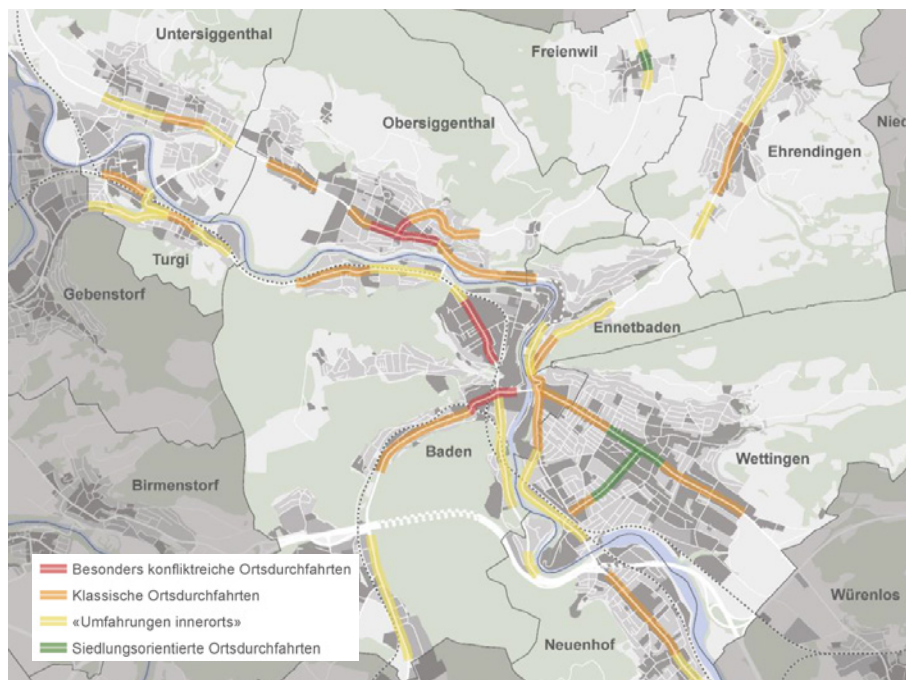 Untersiggenthal
Freienwil
Obersiggenthal
Nied
Ehrendingen
Turgi
Gebenstorf
Ennetbaden
Baden
Wettingen
Birmenstorf
Würenlos
Neuenhof
Besonders konfliktreiche Ortsdurchfahrten
Klassische Ortsdurchfahrten
«Umfahrungen innerorts»
Siedlungsorientierte Ortsdurchfahrten